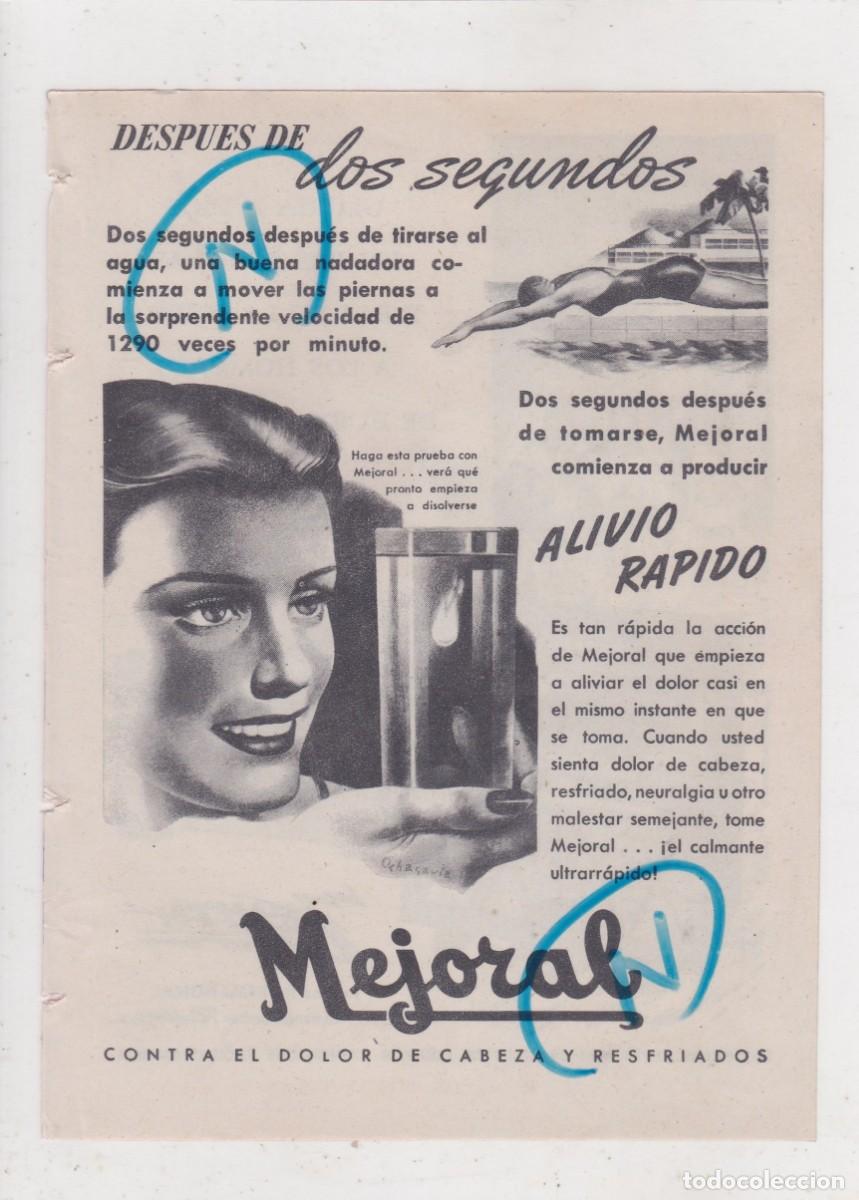 DESPUES DE
dos segundos
Dos segundos después de tirarse al
agua, una buena nadadora co-
mienza a mover las piernas a
la sorprendente velocidad de
1290 veces por minuto.
Dos segundos después
de tomarse, Mejoral
comienza a producir
Haga esta prueba con
Mejoral . . . verá qué
pronto empieza
a disolverse
ALIVIO
RAPIDO
Es tan rápida la acción
de Mejoral que empieza
a aliviar el dolor casi en
el mismo instante en que
se toma. Cuando usted
sienta dolor de cabeza,
resfriado, neuralgia u otro
malestar semejante, tome
Mejoral . . . ¡el calmante
ultrarrápido!
Ochagavia
Mejoral
CONTRA EL DOLOR DE CABEZA Y RESFRIADOS
N
N
todocoleccion
todocoleccion.net